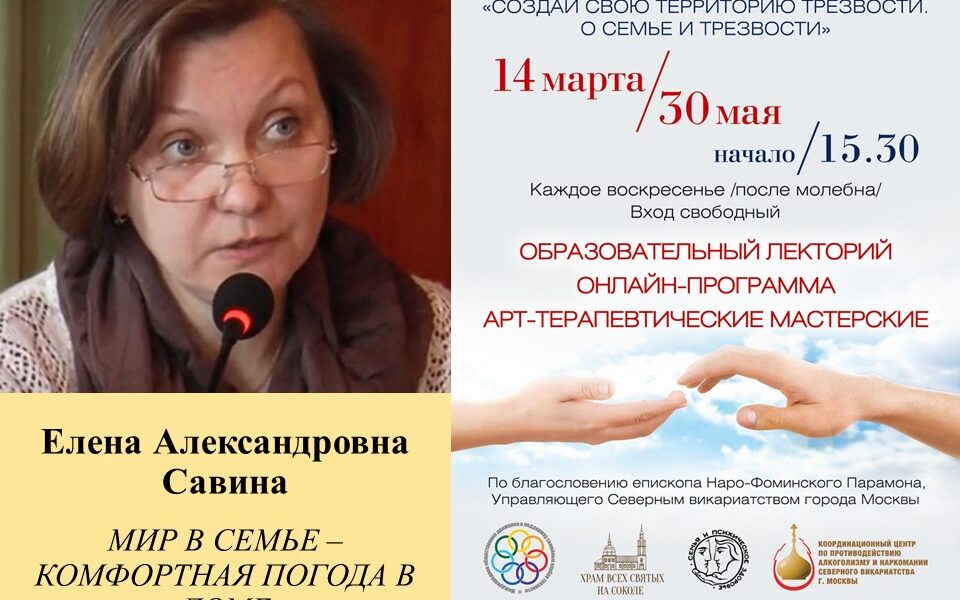 Елена Александровна
Савина
МИР В СЕМЬЕ –
КОМФОРТНАЯ ПОГОДА В
«СОЗДАЙ СВОЮ ТЕРРИТОРИЮ ТРЕЗВОСТИ.
О СЕМЬЕ И ТРЕЗВОСТИ»
14 марта/
30 мая
начало/15.30
Каждое воскресенье /после молебна/
Вход свободный
ОБРАЗОВАТЕЛЬНЫЙ ЛЕКТОРИЙ
ОНЛАЙН-ПРОГРАММА
АРТ-ТЕРАПЕВТИЧЕСКИЕ МАСТЕРСКИЕ
По благословению епископа Наро-Фоминского Парамона,
Управляющего Северным викариатством города Москвы
ХРАМ ВСЕХ СВЯТЫХ
НА СОКОЛЕ
СЕМЬЯ И ПСИХИЧЕСКОЕ ЗДОРОВЬЕ
КООРДИНАЦИОННЫЙ ЦЕНТР
ПО ПРОТИВОДЕЙСТВИЮ
АЛКОГОЛИЗМУ И НАРКОМАНИИ
СЕВЕРНОГО ВИКАРИАТСТВА
Г. МОСКВЫ